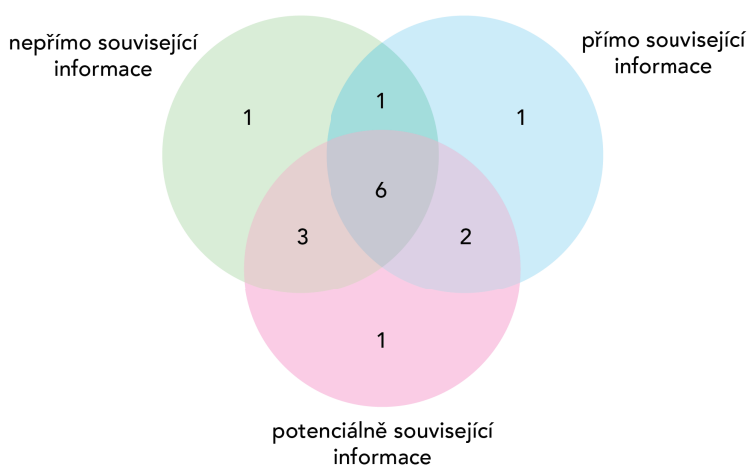 nepřímo související
informace
přímo související
informace
1
1
1
6
3
2
1
potenciálně související
informace